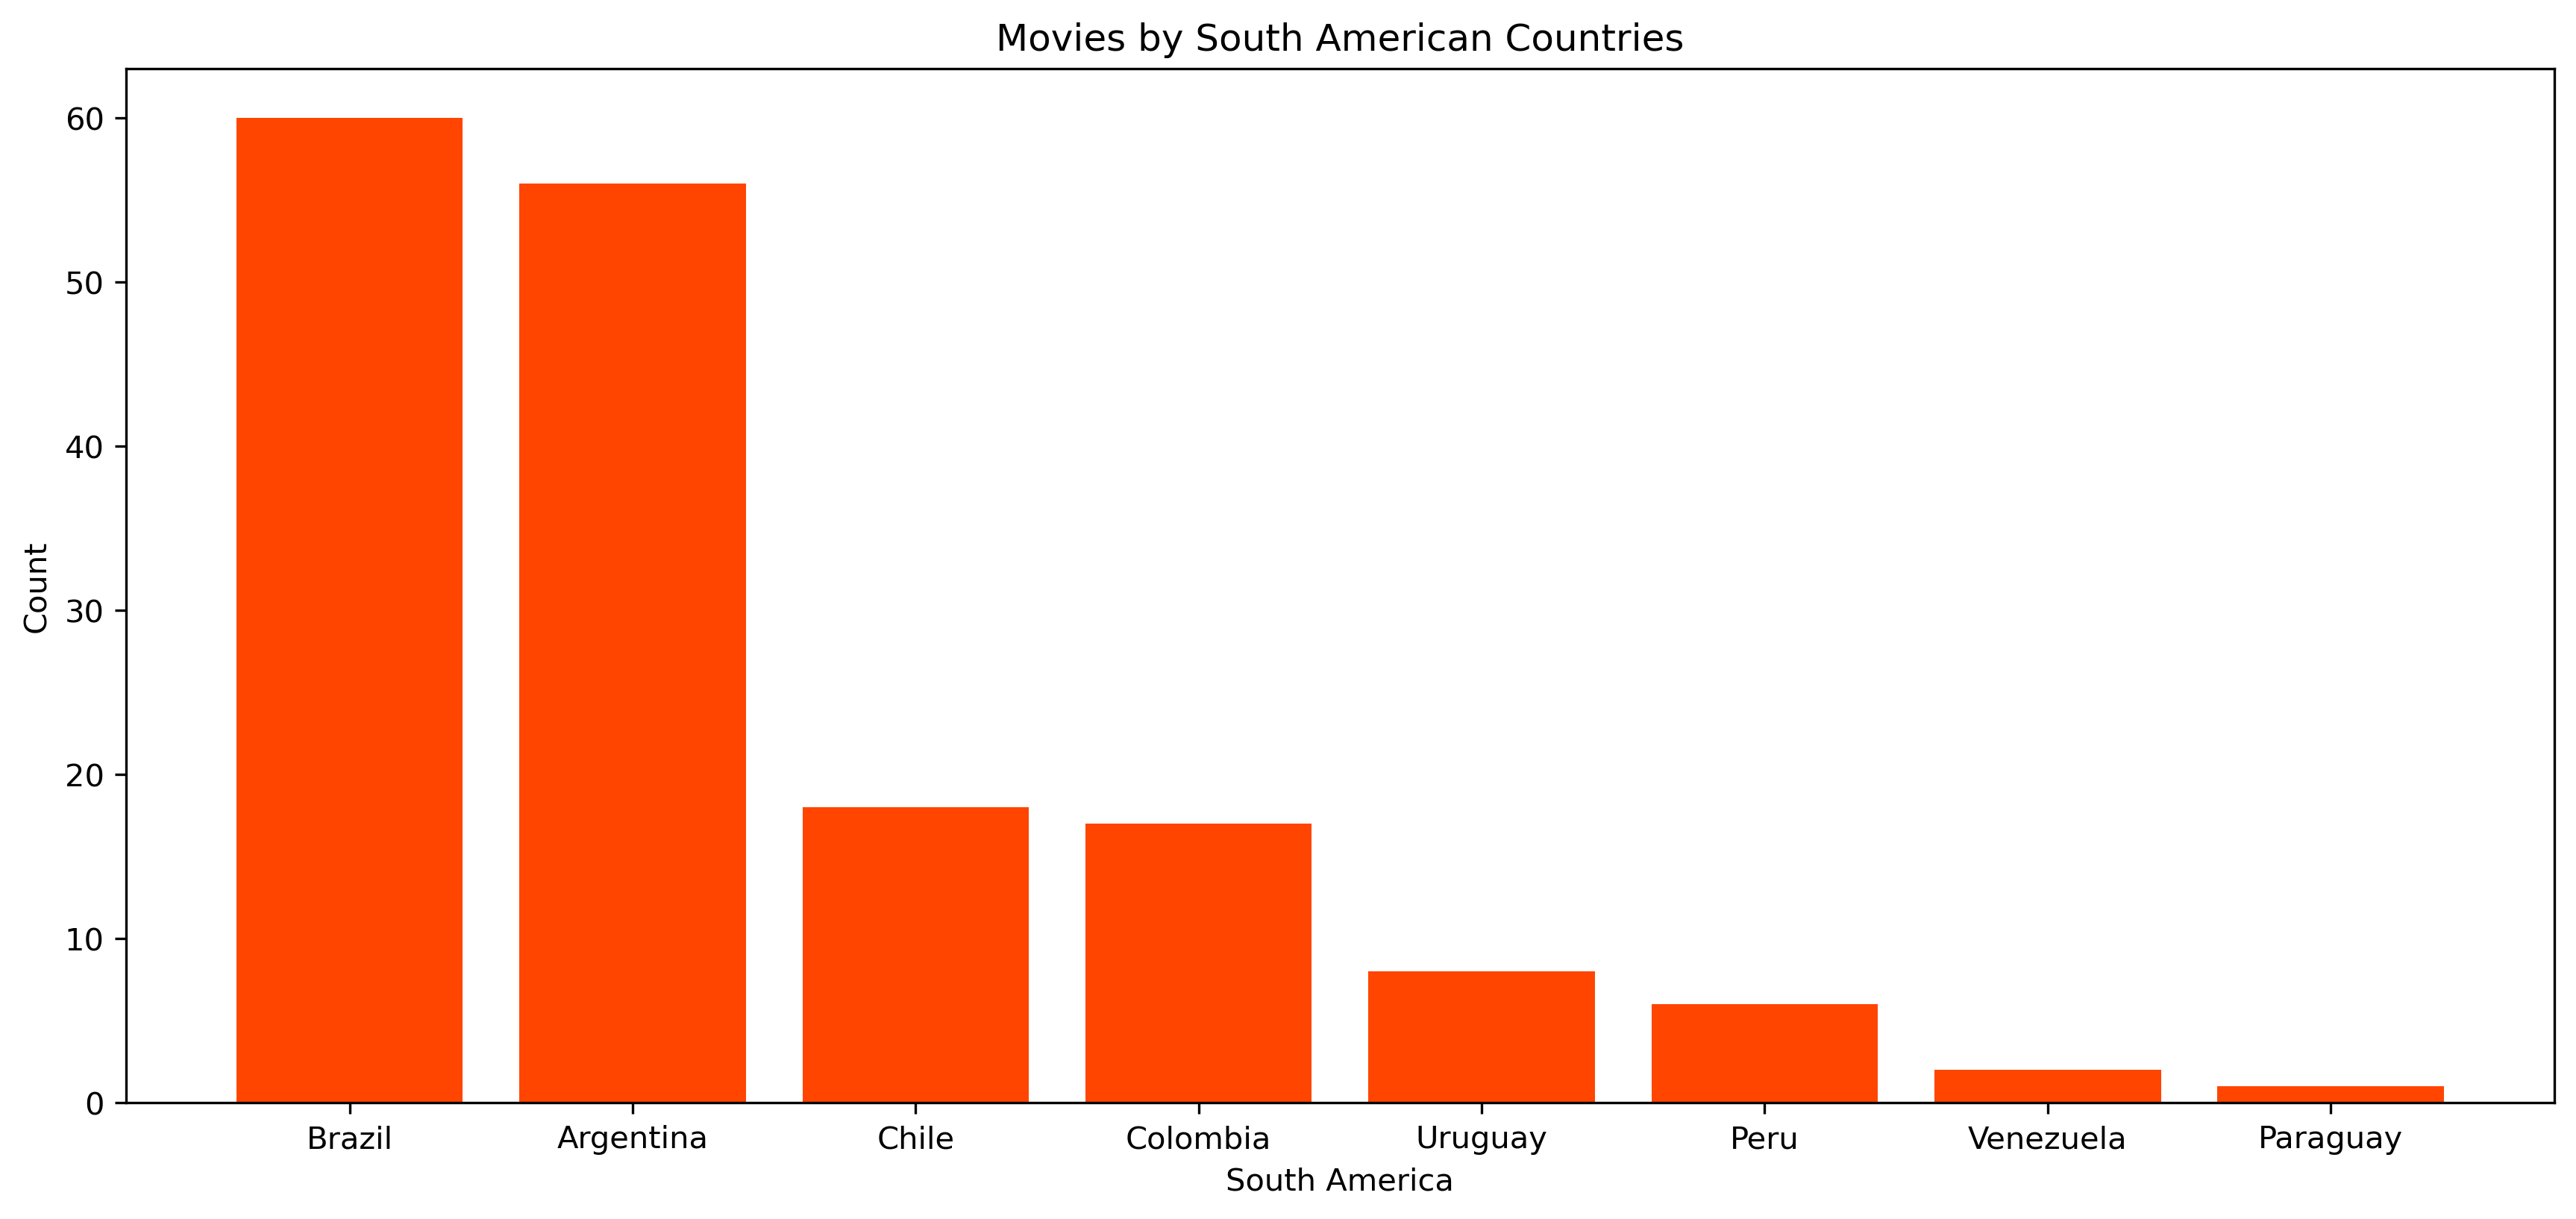 Movies by South American Countries
60
50
40
30
20
10
0
Count
Brazil Argentina Chile Colombia Uruguay Peru Venezuela Paraguay
South America